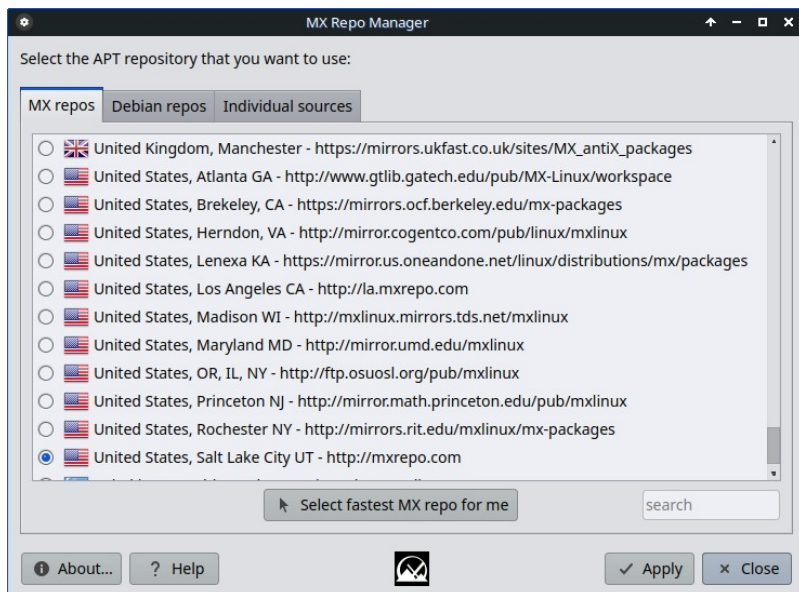 MX Repo Manager
Select the APT repository that you want to use:
MX repos Debian repos Individual sources
United Kingdom, Manchester - https://mirrors.ukfast.co.uk/sites/MX_antiX_packages
United States, Atlanta GA - http://www.gtlib.gatech.edu/pub/MX-Linux/workspace
United States, Brekeley, CA - https://mirrors.ocf.berkeley.edu/mx-packages
United States, Herndon, VA - http://mirror.cogentco.com/pub/linux/mxlinux
United States, Lenexa KA - https://mirror.us.oneandone.net/linux/distributions/mx/packages
United States, Los Angeles CA - http://la.mxrepo.com
United States, Madison WI - http://mxlinux.mirrors.tds.net/mxlinux
United States, Maryland MD - http://mirror.umd.edu/mxlinux
United States, OR, IL, NY - http://ftp.osuosl.org/pub/mxlinux
United States, Princeton NJ - http://mirror.math.princeton.edu/pub/mxlinux
United States, Rochester NY - http://mirrors.rit.edu/mxlinux/mx-packages
United States, Salt Lake City UT - http://mxrepo.com
Select fastest MX repo for me search
About... ? Help Apply Close